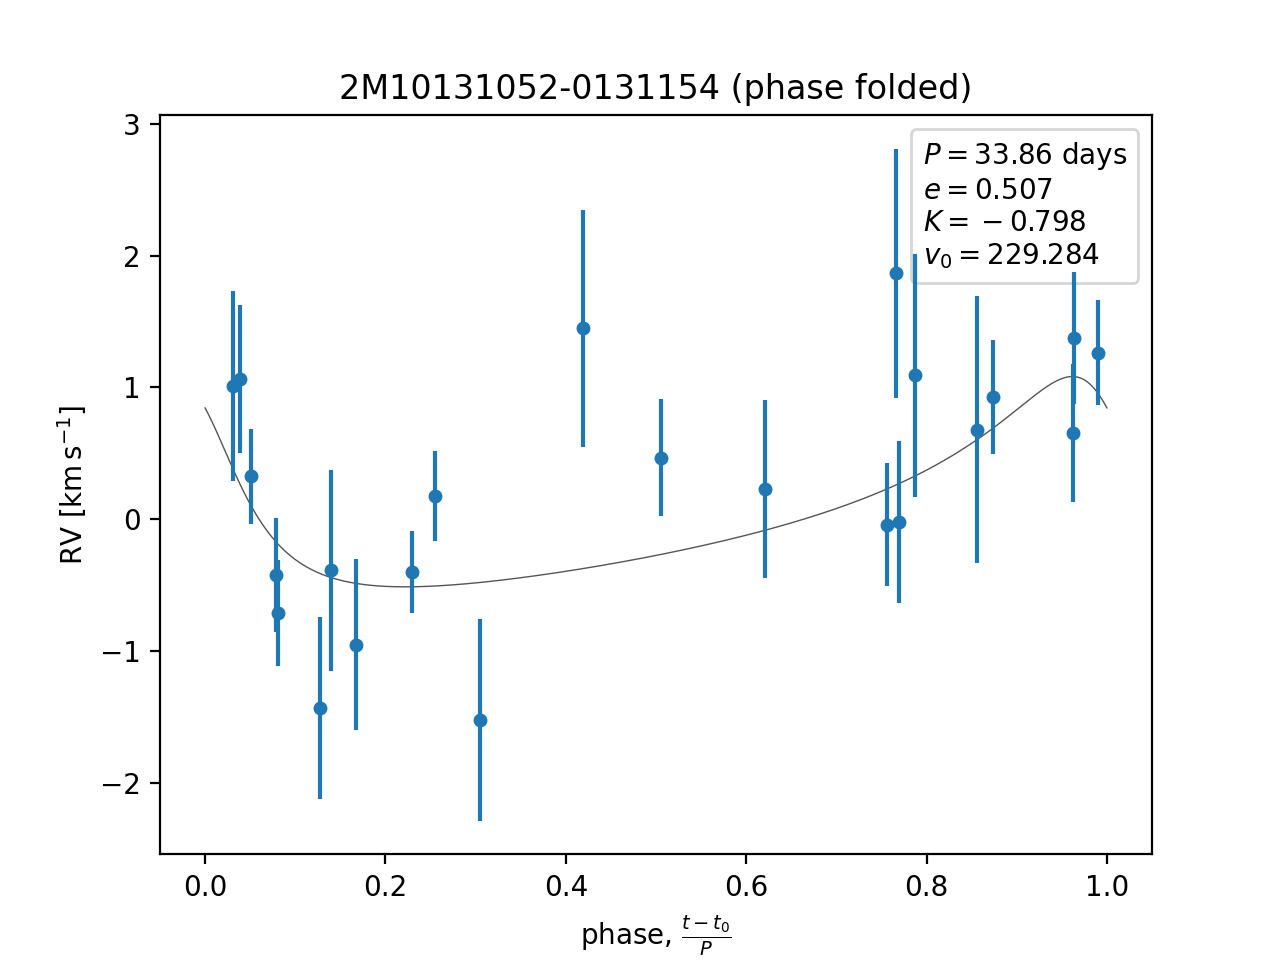 2M10131052-0131154 (phase folded)
P = 33.86 days
e = 0.507
K = −0.798
v₀ = 229.284
RV [km s⁻¹]
3
2
1
0
−1
−2
0.0 0.2 0.4 0.6 0.8 1.0
phase, (t − t₀)/P